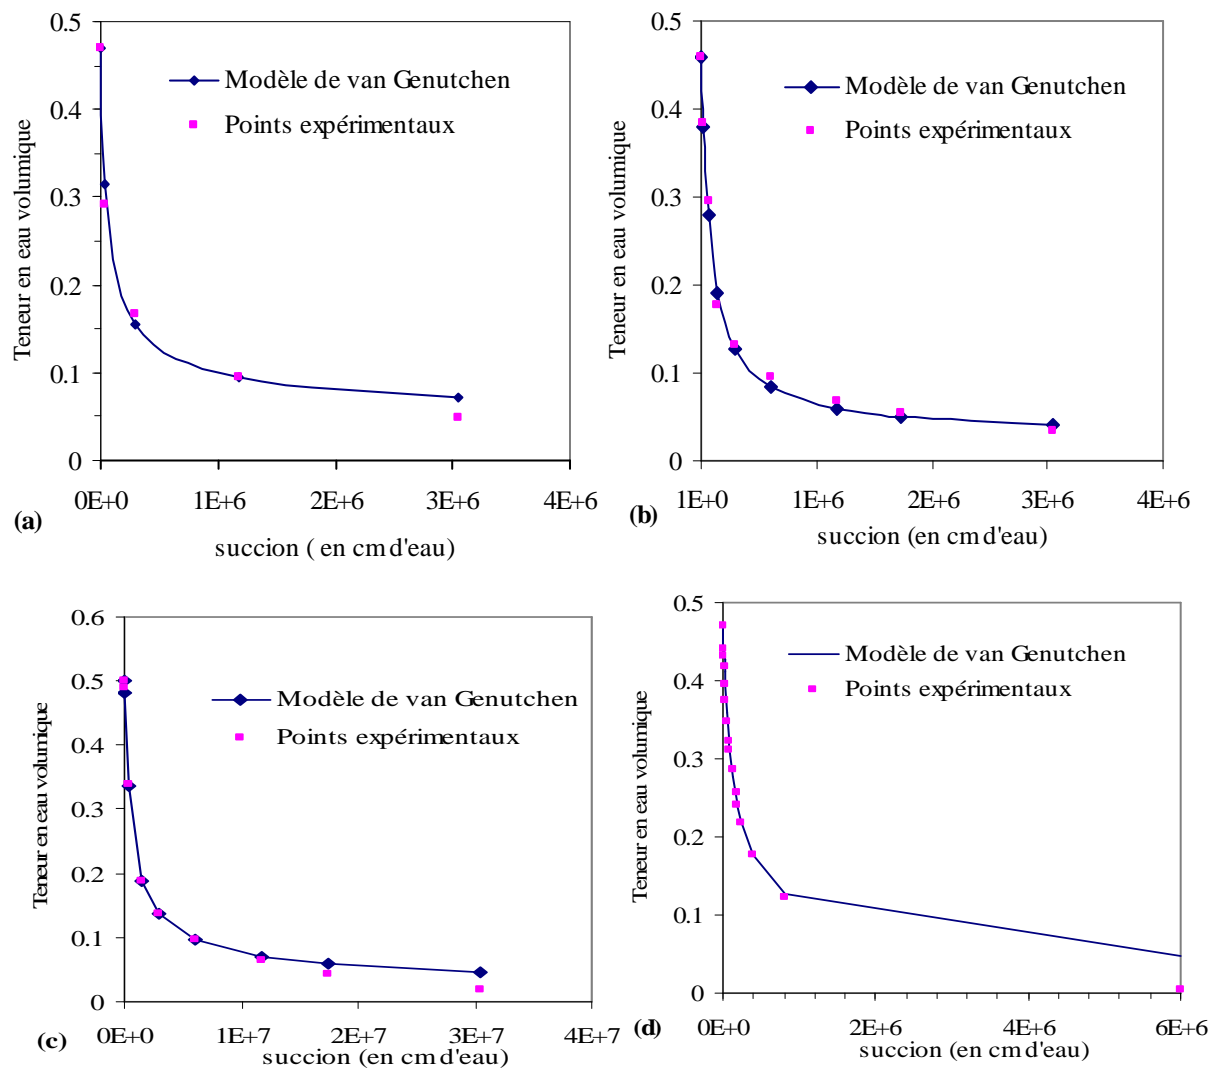 0.5
0.4
0.3
0.2
0.1
0
Teneur en eau volumique
Modèle de van Genutchen
Points expérimentaux
0E+0 1E+6 2E+6 3E+6 4E+6
(a)
succion ( en cm d'eau)
0.5
0.4
0.3
0.2
0.1
0
Teneur en eau volumique
Modèle de van Genutchen
Points expérimentaux
1E+0 1E+6 2E+6 3E+6 4E+6
(b)
succion (en cm d'eau)
0.6
0.5
0.4
0.3
0.2
0.1
0
Teneur en eau volumique
Modèle de van Genutchen
Points expérimentaux
0E+0 1E+7 2E+7 3E+7 4E+7
(c)
succion (en cm d'eau)
0.5
0.4
0.3
0.2
0.1
0
Teneur en eau volumique
Modèle de van Genutchen
Points expérimentaux
0E+0 2E+6 4E+6 6E+6
(d)
succion (en cm d'eau)